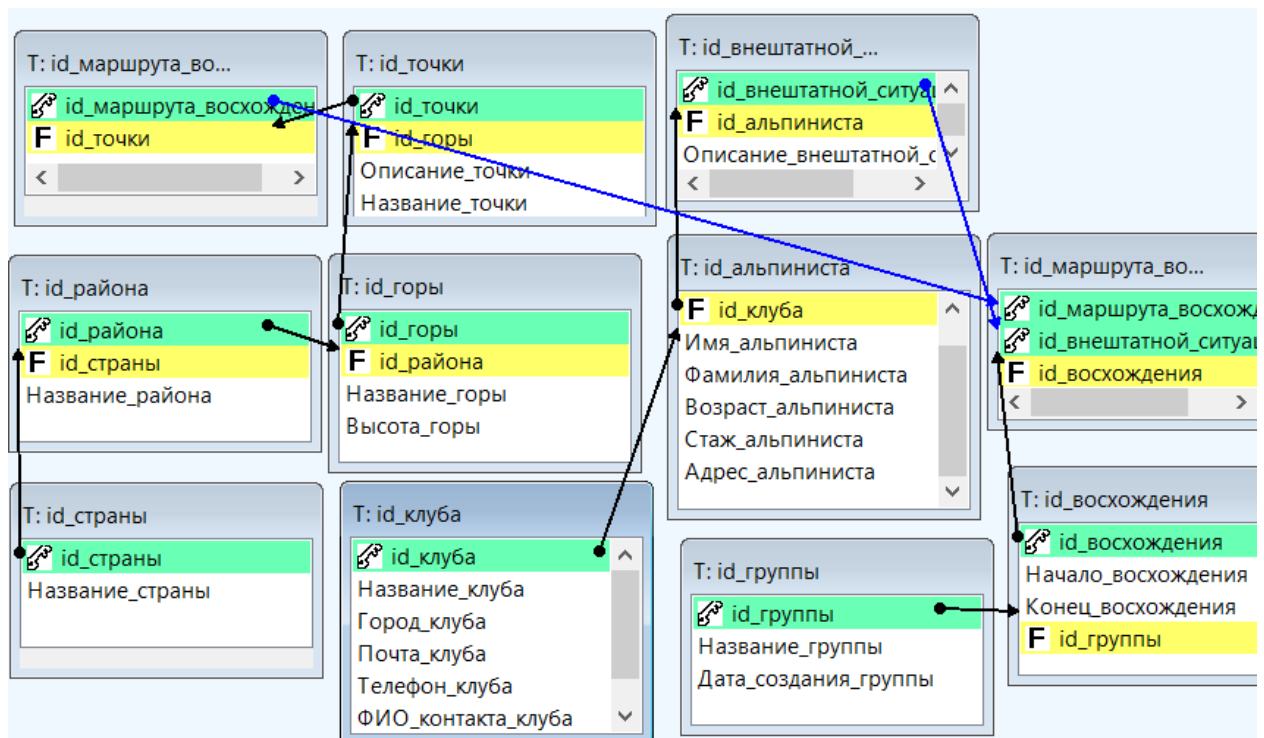 T: id_маршрута_во...
id_маршрута_восхожден
F id_точки
T: id_точки
id_точки
F id_горы
Описание_точки
Название_точки
T: id_внештатной_...
id_внештатной_ситуац
F id_альпиниста
Описание_внештатной_с
T: id_района
id_района
F id_страны
Название_района
T: id_горы
id_горы
F id_района
Название_горы
Высота_горы
T: id_альпиниста
F id_клуба
Имя_альпиниста
Фамилия_альпиниста
Возраст_альпиниста
Стаж_альпиниста
Адрес_альпиниста
T: id_маршрута_во...
id_маршрута_восхожд
id_внештатной_ситуац
F id_восхождения
T: id_страны
id_страны
Название_страны
T: id_клуба
id_клуба
Название_клуба
Город_клуба
Почта_клуба
Телефон_клуба
ФИО_контакта_клуба
T: id_группы
id_группы
Название_группы
Дата_создания_группы
T: id_восхождения
id_восхождения
Начало_восхождения
Конец_восхождения
F id_группы